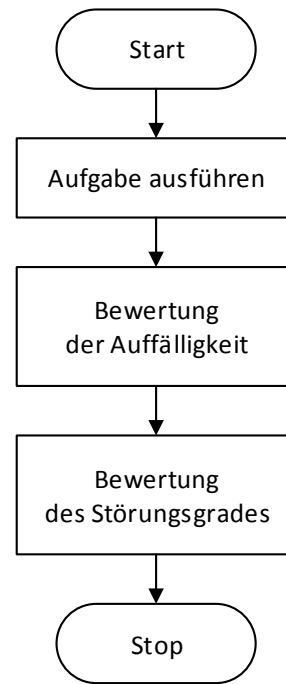 Start
Aufgabe ausführen
Bewertung
der Auffälligkeit
Bewertung
des Störungsgrades
Stop